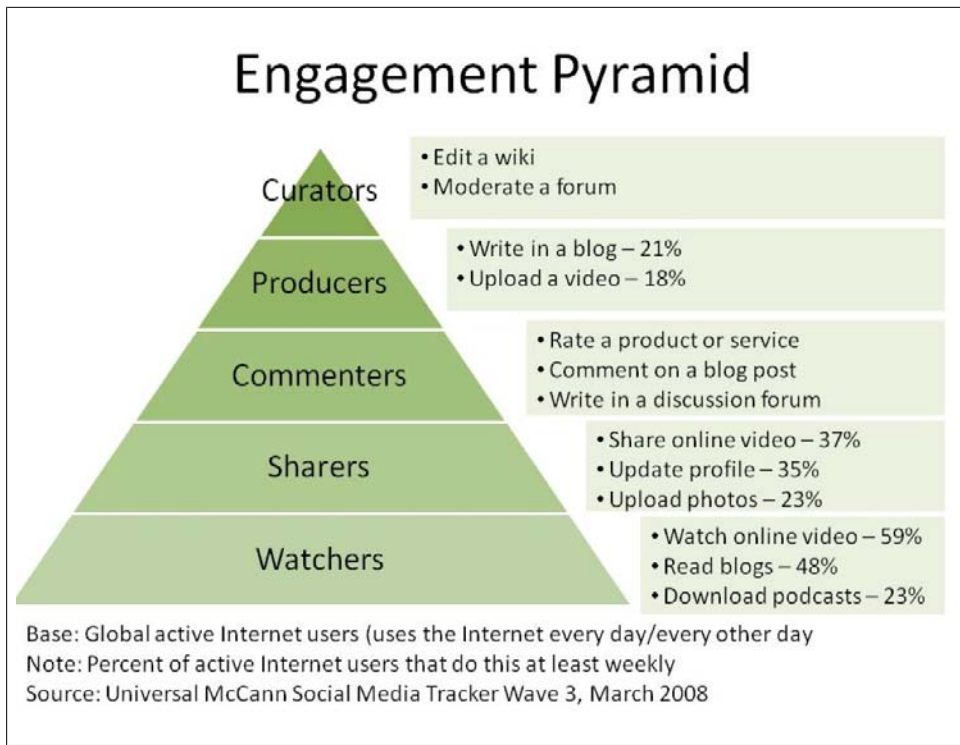 Engagement Pyramid
Curators
• Edit a wiki
• Moderate a forum
Producers
• Write in a blog – 21%
• Upload a video – 18%
Commenters
• Rate a product or service
• Comment on a blog post
• Write in a discussion forum
Sharers
• Share online video – 37%
• Update profile – 35%
• Upload photos – 23%
Watchers
• Watch online video – 59%
• Read blogs – 48%
• Download podcasts – 23%
Base: Global active Internet users (uses the Internet every day/every other day
Note: Percent of active Internet users that do this at least weekly
Source: Universal McCann Social Media Tracker Wave 3, March 2008